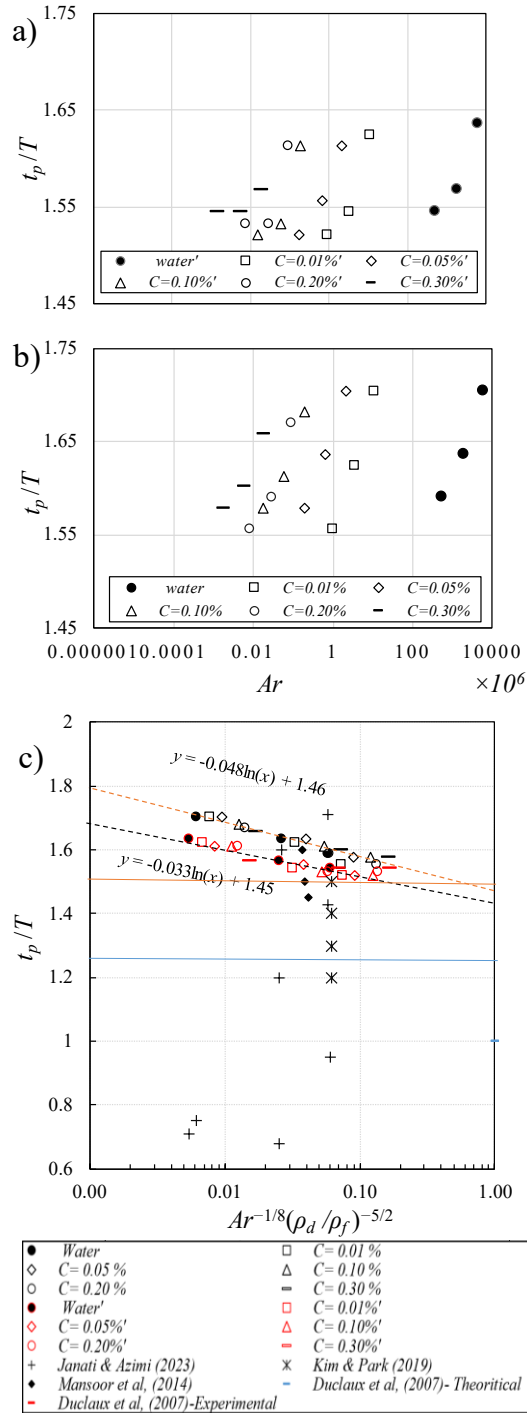 a)
1.75
1.65
1.55
1.45
t_p/T
water' C=0.01%' C=0.05%'
C=0.10%' C=0.20%' C=0.30%'
b)
1.75
1.65
1.55
1.45
t_p/T
water C=0.01% C=0.05%
C=0.10% C=0.20% C=0.30%
0.000001 0.0001 0.01 1 100 10000
Ar ×10^6
c)
2
1.8
1.6
1.4
1.2
1
0.8
0.6
t_p/T
y = -0.048ln(x) + 1.46
y = -0.033ln(x) + 1.45
0.00 0.01 0.10 1.00
Ar^{-1/8}(ρ_d/ρ_f)^{-5/2}
Water C= 0.01 %
C= 0.05 % C= 0.10 %
C= 0.20 % C= 0.30 %
Water' C= 0.01%'
C= 0.05%' C= 0.10%'
C= 0.20%' C= 0.30%'
Janati & Azimi (2023) Kim & Park (2019)
Mansoor et al, (2014) Duclaux et al, (2007)- Theoritical
Duclaux et al, (2007)-Experimental